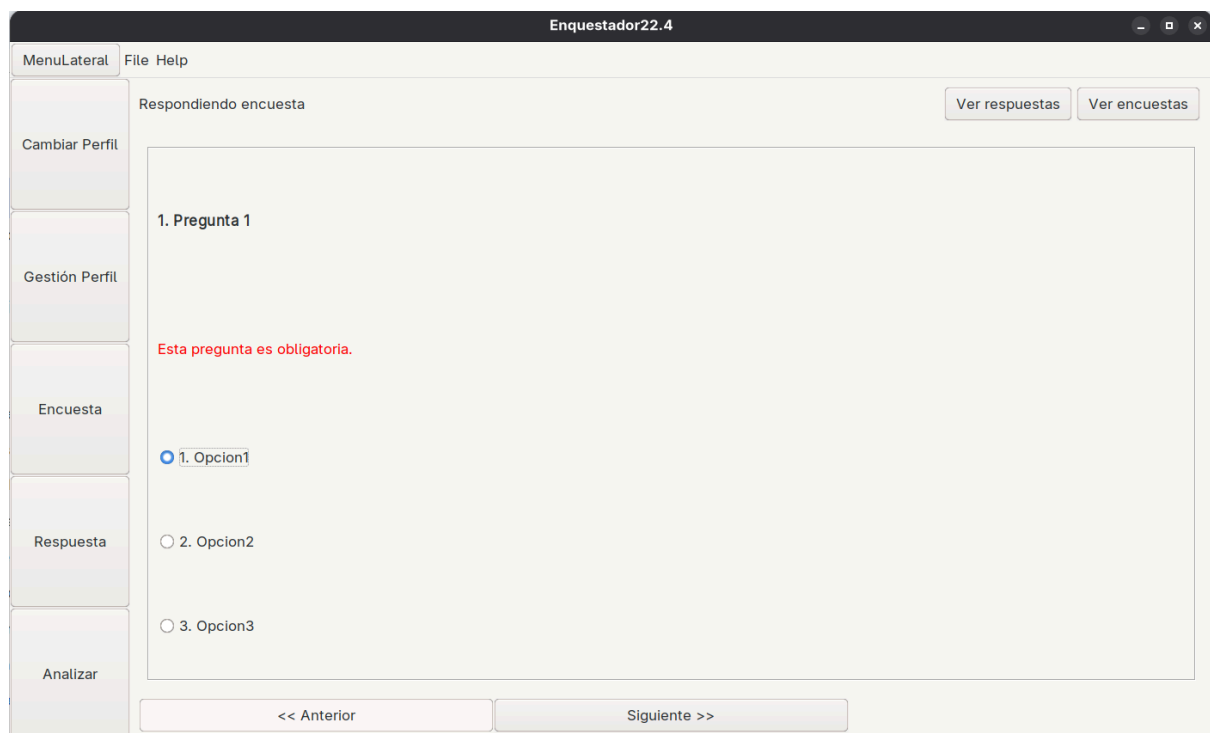 Enquestador22.4
MenuLateral File Help
Cambiar Perfil
Gestión Perfil
Encuesta
Respuesta
Analizar
Respondiendo encuesta
Ver respuestas
Ver encuestas
1. Pregunta 1
Esta pregunta es obligatoria.
1. Opcion1
2. Opcion2
3. Opcion3
<< Anterior
Siguiente >>